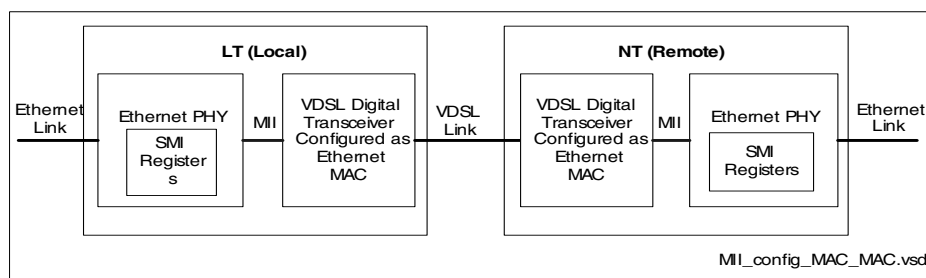 LT (Local)
NT (Remote)
Ethernet
Link
Ethernet PHY
SMI
Register
s
MII
VDSL Digital
Transceiver
Configured as
Ethernet
MAC
VDSL
Link
VDSL Digital
Transceiver
Configured as
Ethernet
MAC
MII
Ethernet PHY
SMI
Registers
Ethernet
Link
MII_config_MAC_MAC.vsd